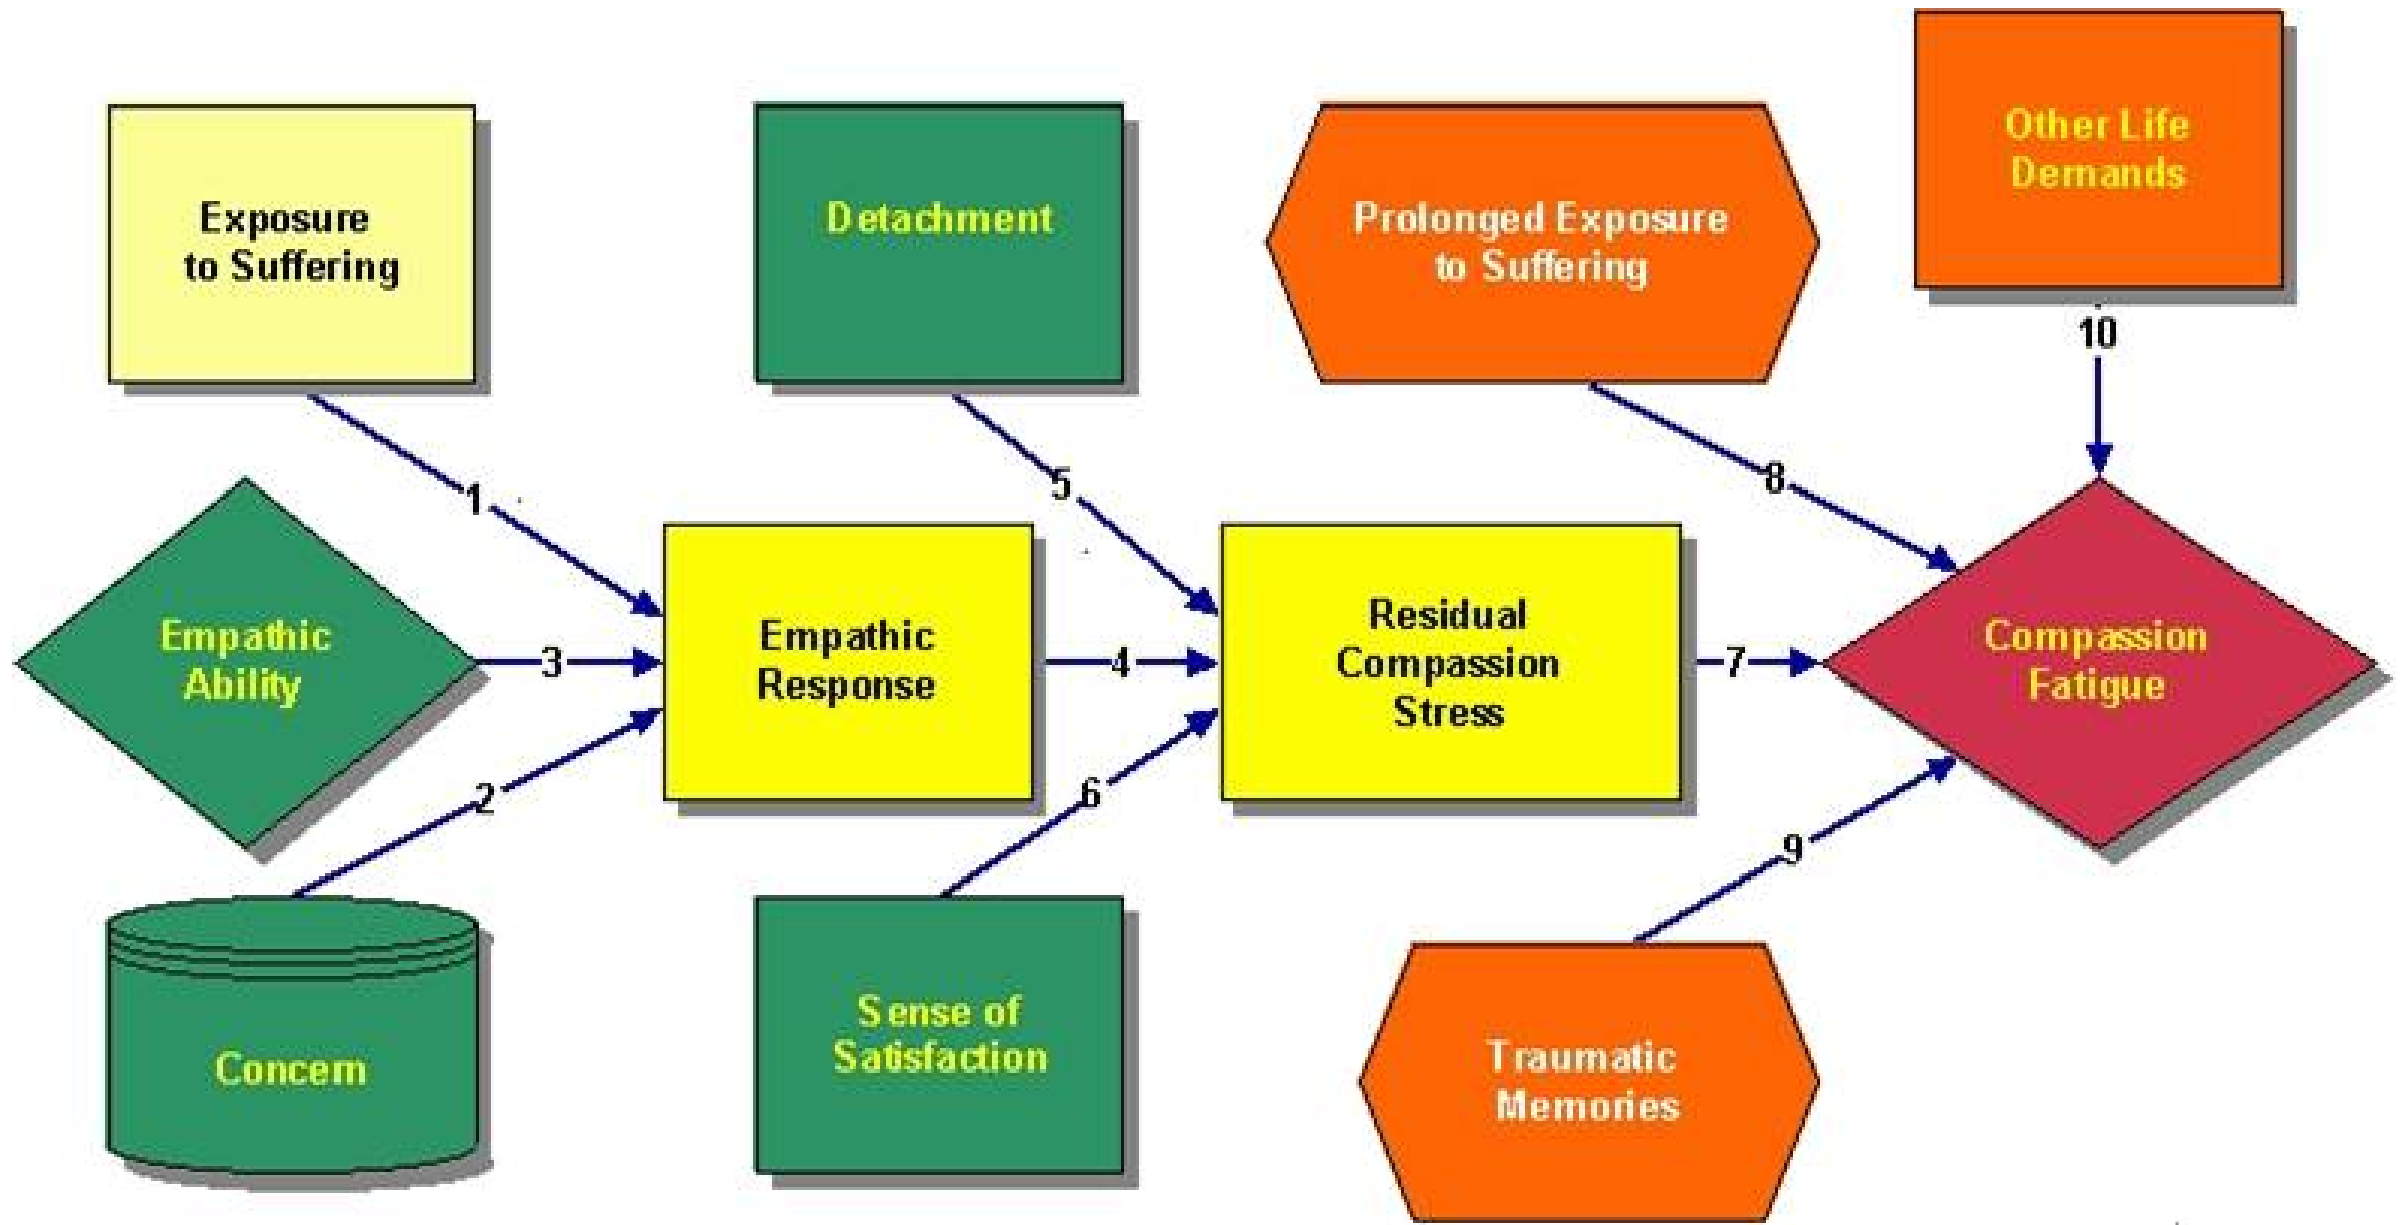 Exposure
to Suffering
Detachment
Prolonged Exposure
to Suffering
Other Life
Demands
10
1
5
8
Empathic
Ability
3
Empathic
Response
4
Residual
Compassion
Stress
7
Compassion
Fatigue
2
6
9
Concern
Sense of
Satisfaction
Traumatic
Memories